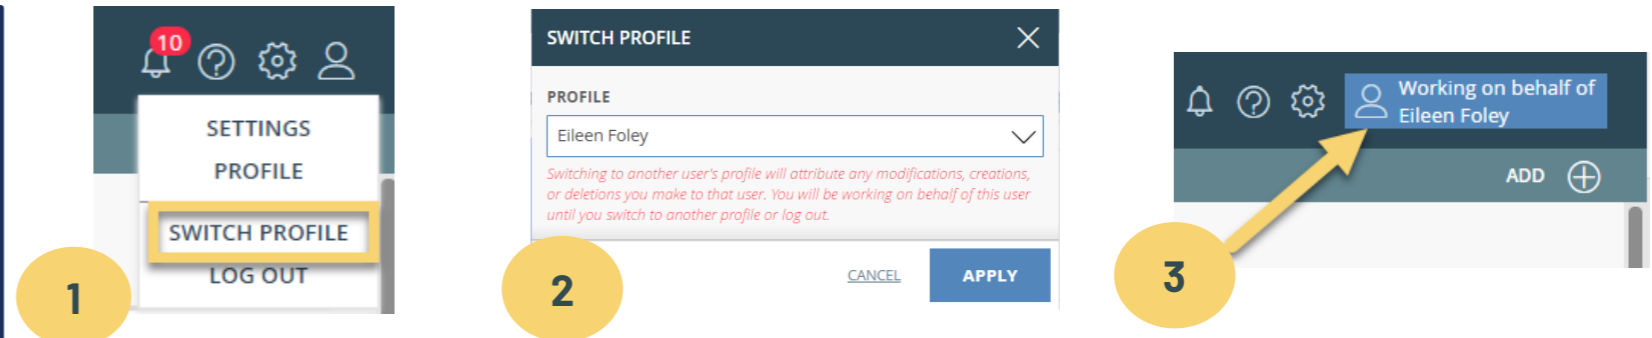 10
SETTINGS
PROFILE
SWITCH PROFILE
LOG OUT
1
SWITCH PROFILE
PROFILE
Eileen Foley
Switching to another user's profile will attribute any modifications, creations,
or deletions you make to that user. You will be working on behalf of this user
until you switch to another profile or log out.
CANCEL
APPLY
2
Working on behalf of
Eileen Foley
ADD
3